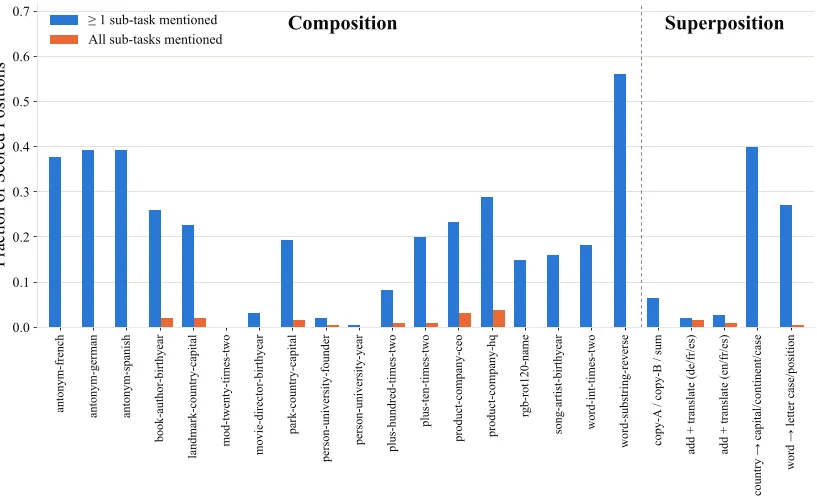 ≥ 1 sub-task mentioned
All sub-tasks mentioned
Composition
Superposition
0.7
0.6
0.5
0.4
0.3
0.2
0.1
0.0
Fraction of Scored Positions
antonym-french
antonym-german
antonym-spanish
book-author-birthyear
landmark-country-capital
mod-twenty-times-two
movie-director-birthyear
park-country-capital
person-university-founder
person-university-year
plus-hundred-times-two
plus-ten-times-two
product-company-ceo
product-company-hq
rgb-rot120-name
song-artist-birthyear
word-int-times-two
word-substring-reverse
copy-A / copy-B / sum
add + translate (de/fr/es)
add + translate (en/fr/es)
country → capital/continent/case
word → letter case/position